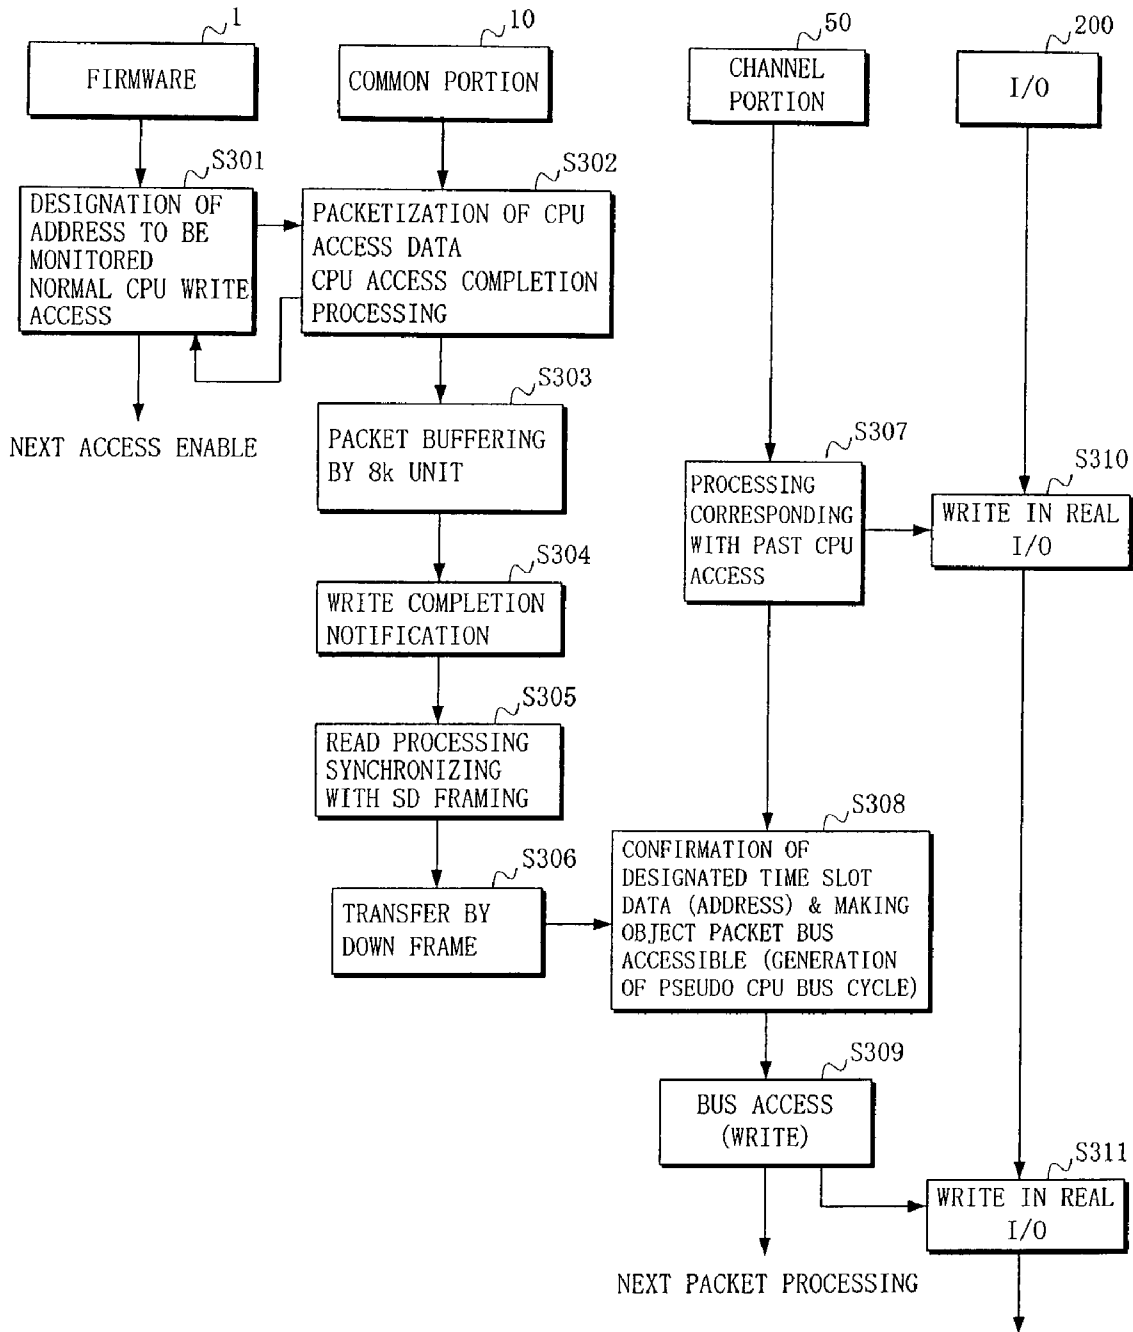 1
10
50
200
FIRMWARE
COMMON PORTION
CHANNEL
PORTION
I/O
S301
DESIGNATION OF
ADDRESS TO BE
MONITORED
NORMAL CPU WRITE
ACCESS
NEXT ACCESS ENABLE
S302
PACKETIZATION OF CPU
ACCESS DATA
CPU ACCESS COMPLETION
PROCESSING
S303
PACKET BUFFERING
BY 8k UNIT
S304
WRITE COMPLETION
NOTIFICATION
S305
READ PROCESSING
SYNCHRONIZING
WITH SD FRAMING
S306
TRANSFER BY
DOWN FRAME
S307
PROCESSING
CORRESPONDING
WITH PAST CPU
ACCESS
S310
WRITE IN REAL
I/O
S308
CONFIRMATION OF
DESIGNATED TIME SLOT
DATA (ADDRESS) & MAKING
OBJECT PACKET BUS
ACCESSIBLE (GENERATION
OF PSEUDO CPU BUS CYCLE)
S309
BUS ACCESS
(WRITE)
NEXT PACKET PROCESSING
S311
WRITE IN REAL
I/O